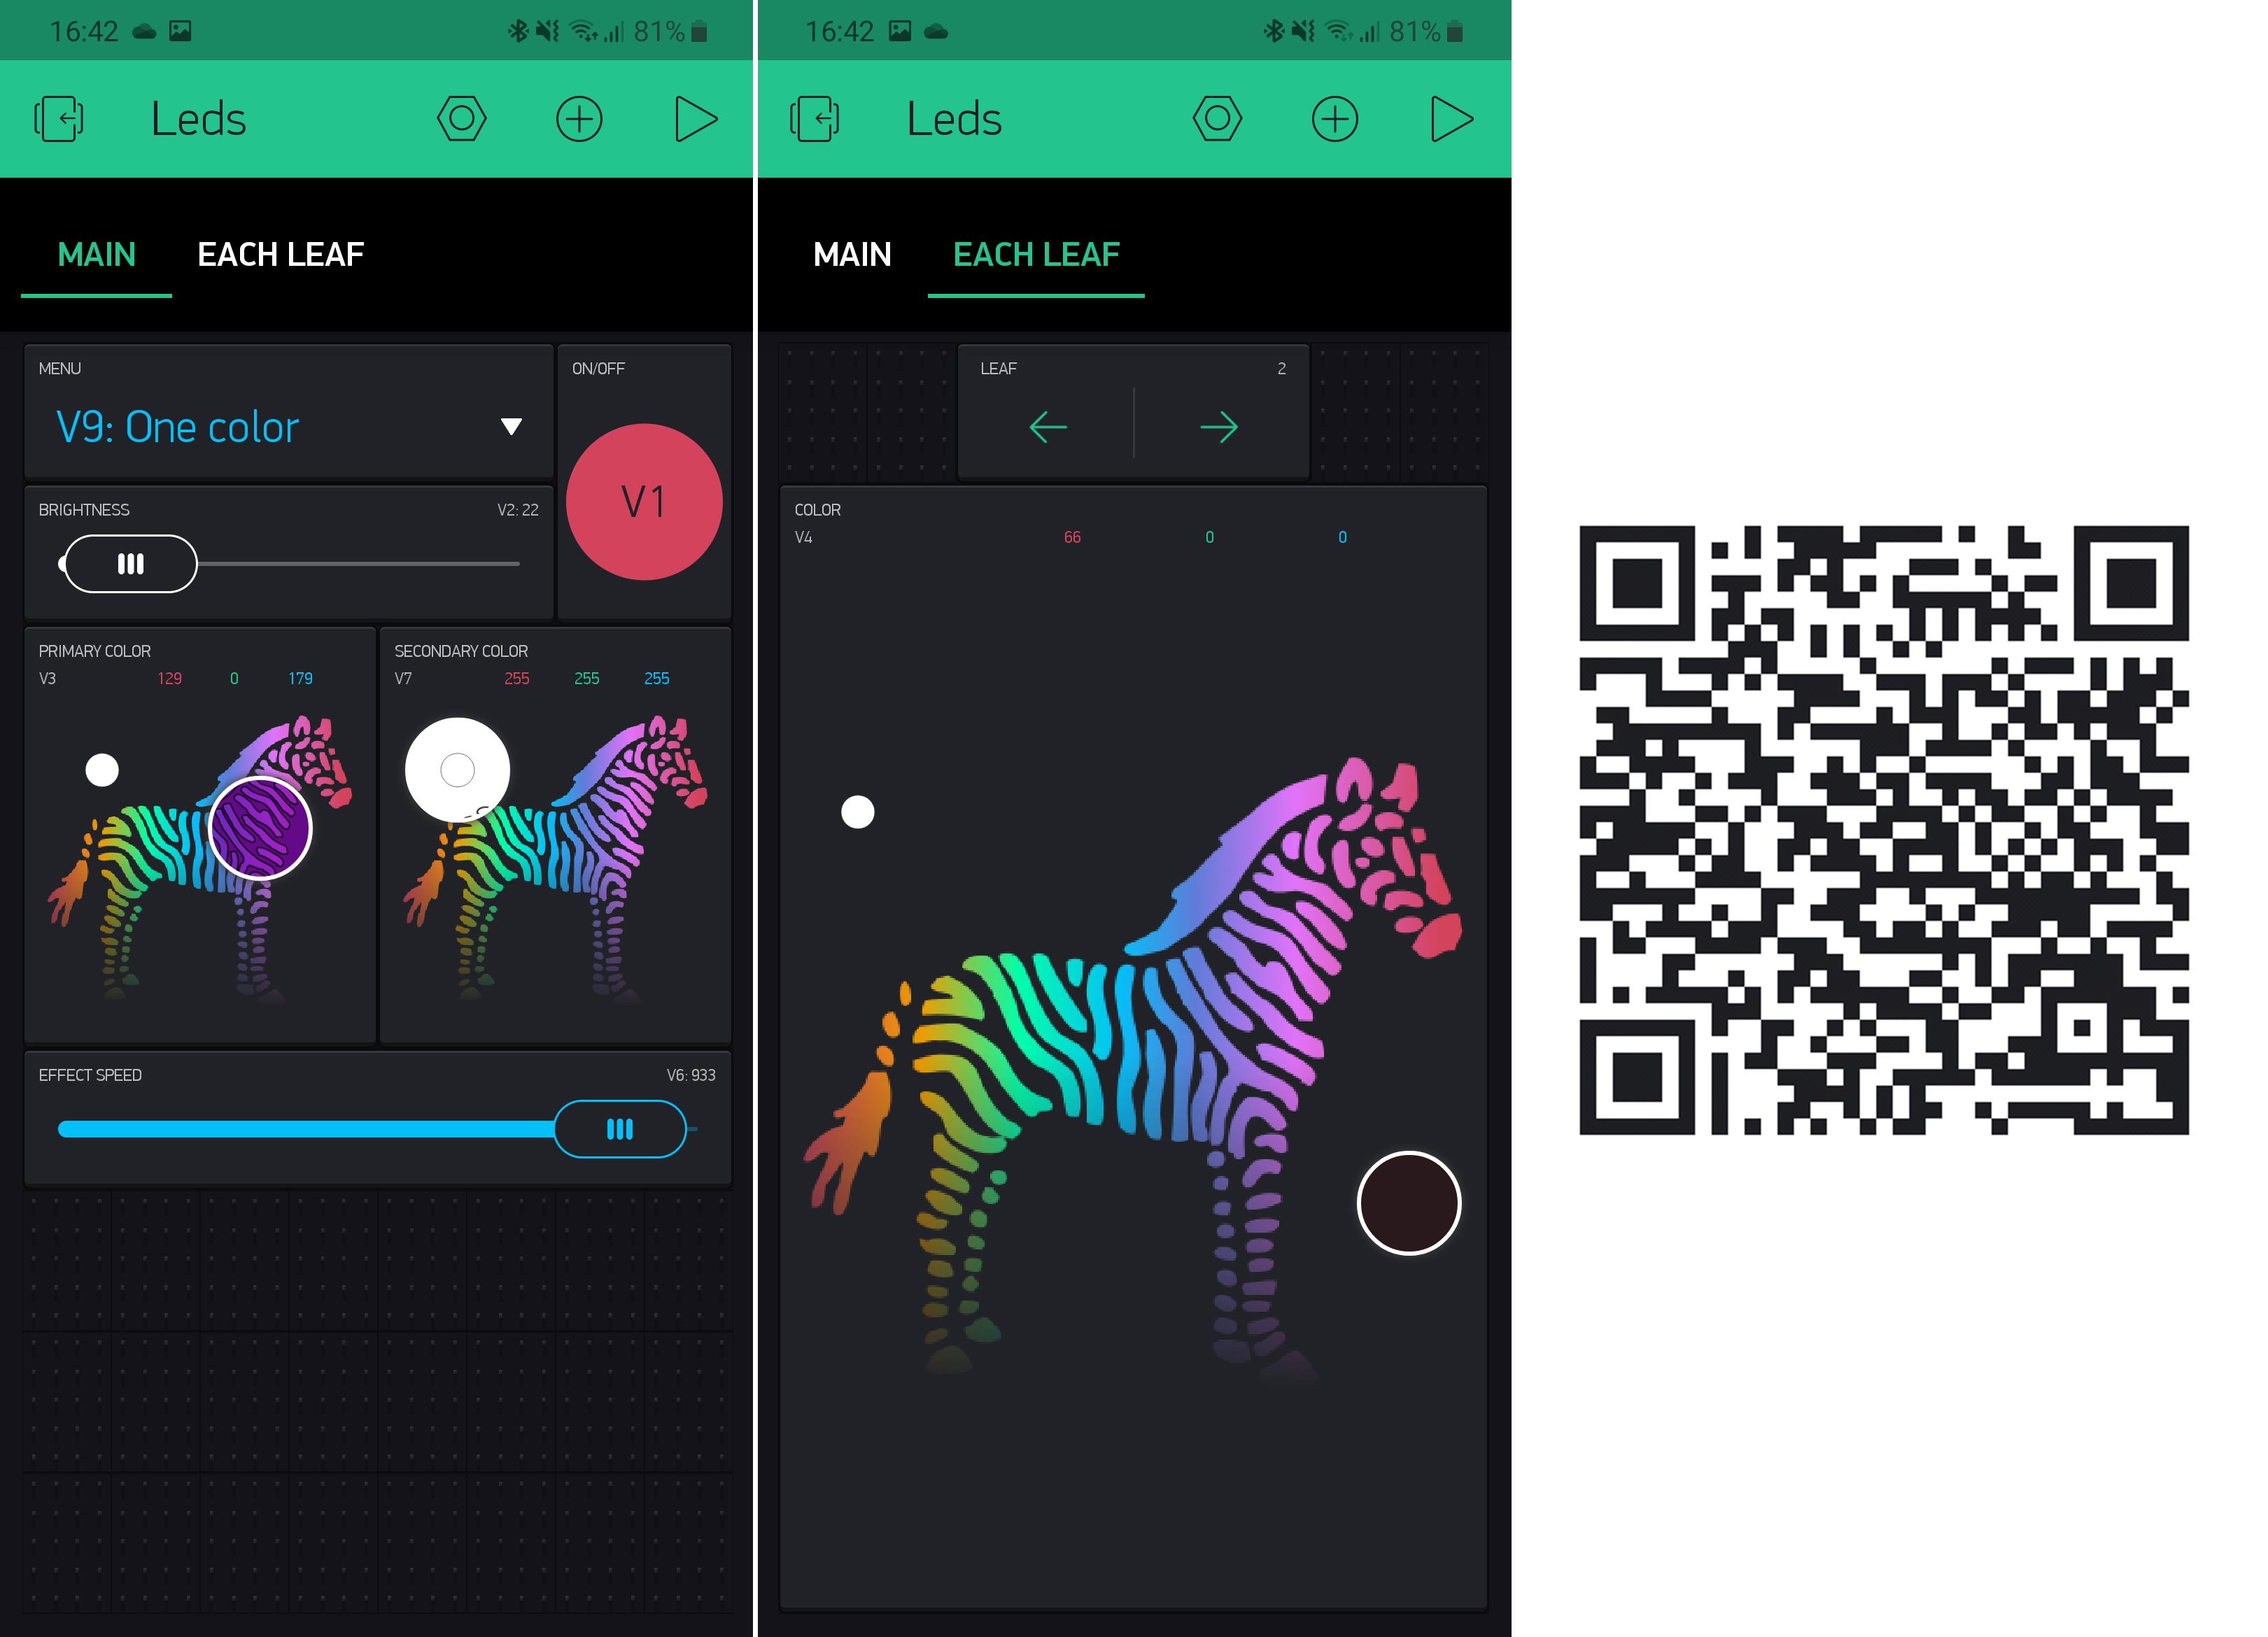 16:42 81%
Leds
MAIN EACH LEAF
MENU
V9: One color
ON/OFF
V1
BRIGHTNESS V2: 22
PRIMARY COLOR
V3 129 0 179
SECONDARY COLOR
V7 255 255 255
EFFECT SPEED V6: 933
16:42 81%
Leds
MAIN EACH LEAF
LEAF 2
COLOR
V4 66 0 0